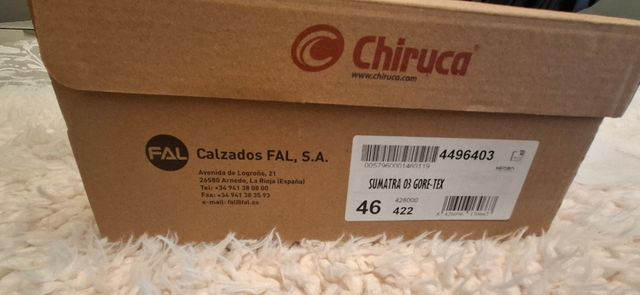 Chiruca®
www.chiruca.com
FAL
Calzados FAL, S.A.
Avenida de Logroño, 21
26580 Arnedo, La Rioja (España)
Tel: +34 941 38 08 00
Fax: +34 941 38 35 93
e-mail: fal@fal.es
4496403
0057960001460119
SUMATRA 03 GORE-TEX
46
428000
422